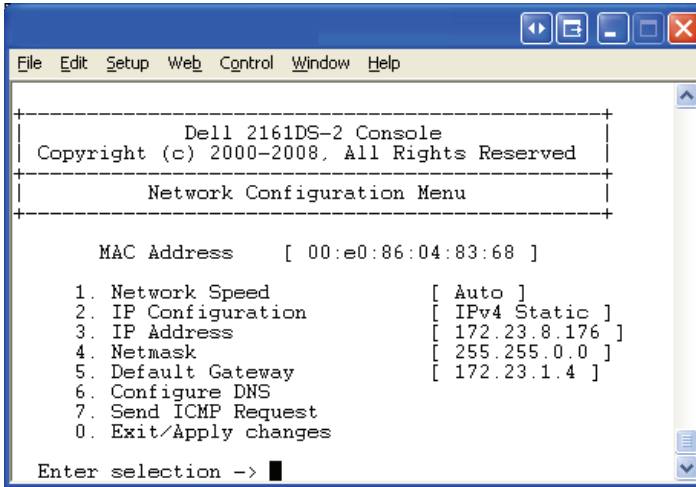 File Edit Setup Web Control Window Help
Dell 2161DS-2 Console
Copyright (c) 2000-2008, All Rights Reserved
Network Configuration Menu
MAC Address [ 00:e0:86:04:83:68 ]
1. Network Speed [ Auto ]
2. IP Configuration [ IPv4 Static ]
3. IP Address [ 172.23.8.176 ]
4. Netmask [ 255.255.0.0 ]
5. Default Gateway [ 172.23.1.4 ]
6. Configure DNS
7. Send ICMP Request
0. Exit/Apply changes
Enter selection ->